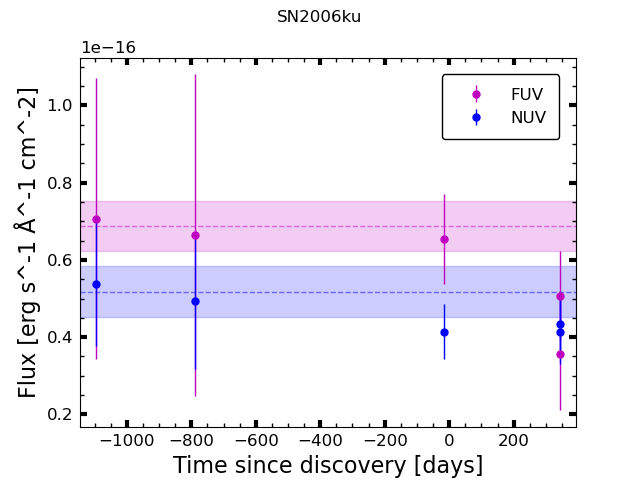 SN2006ku
1e−16
1.0
0.8
0.6
0.4
0.2
Flux [erg s^-1 Å^-1 cm^-2]
FUV
NUV
−1000 −800 −600 −400 −200 0 200
Time since discovery [days]